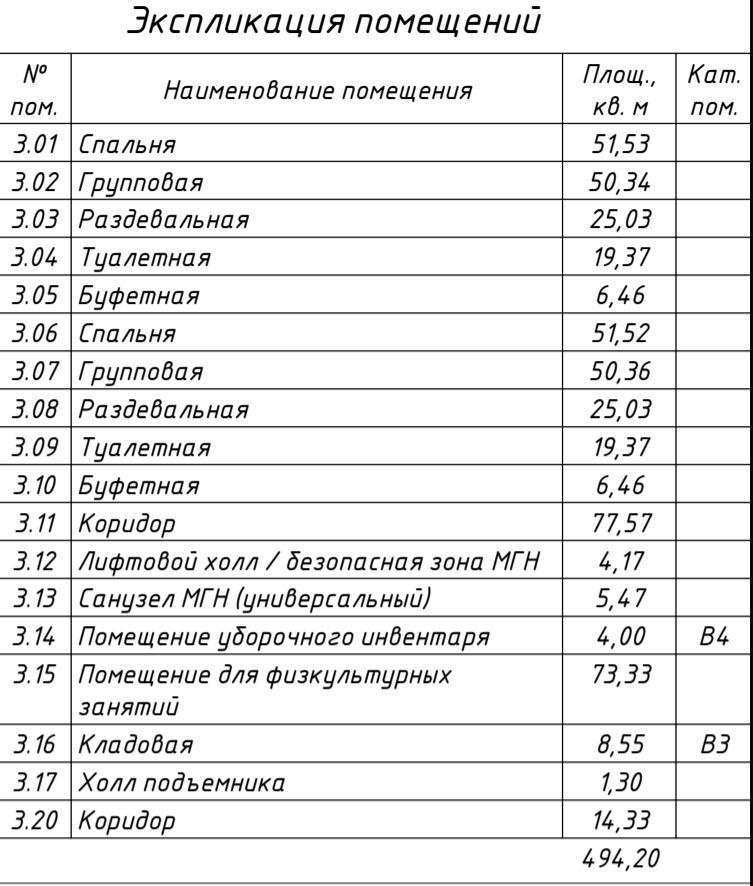 Экспликация помещений
№ пом. Наименование помещения Площ., кв. м Кат. пом.
3.01 Спальня 51,53
3.02 Групповая 50,34
3.03 Раздевальная 25,03
3.04 Туалетная 19,37
3.05 Буфетная 6,46
3.06 Спальня 51,52
3.07 Групповая 50,36
3.08 Раздевальная 25,03
3.09 Туалетная 19,37
3.10 Буфетная 6,46
3.11 Коридор 77,57
3.12 Лифтовой холл / безопасная зона МГН 4,17
3.13 Санузел МГН (универсальный) 5,47
3.14 Помещение уборочного инвентаря 4,00 В4
3.15 Помещение для физкультурных 73,33
занятий
3.16 Кладовая 8,55 В3
3.17 Холл подъемника 1,30
3.20 Коридор 14,33
494,20